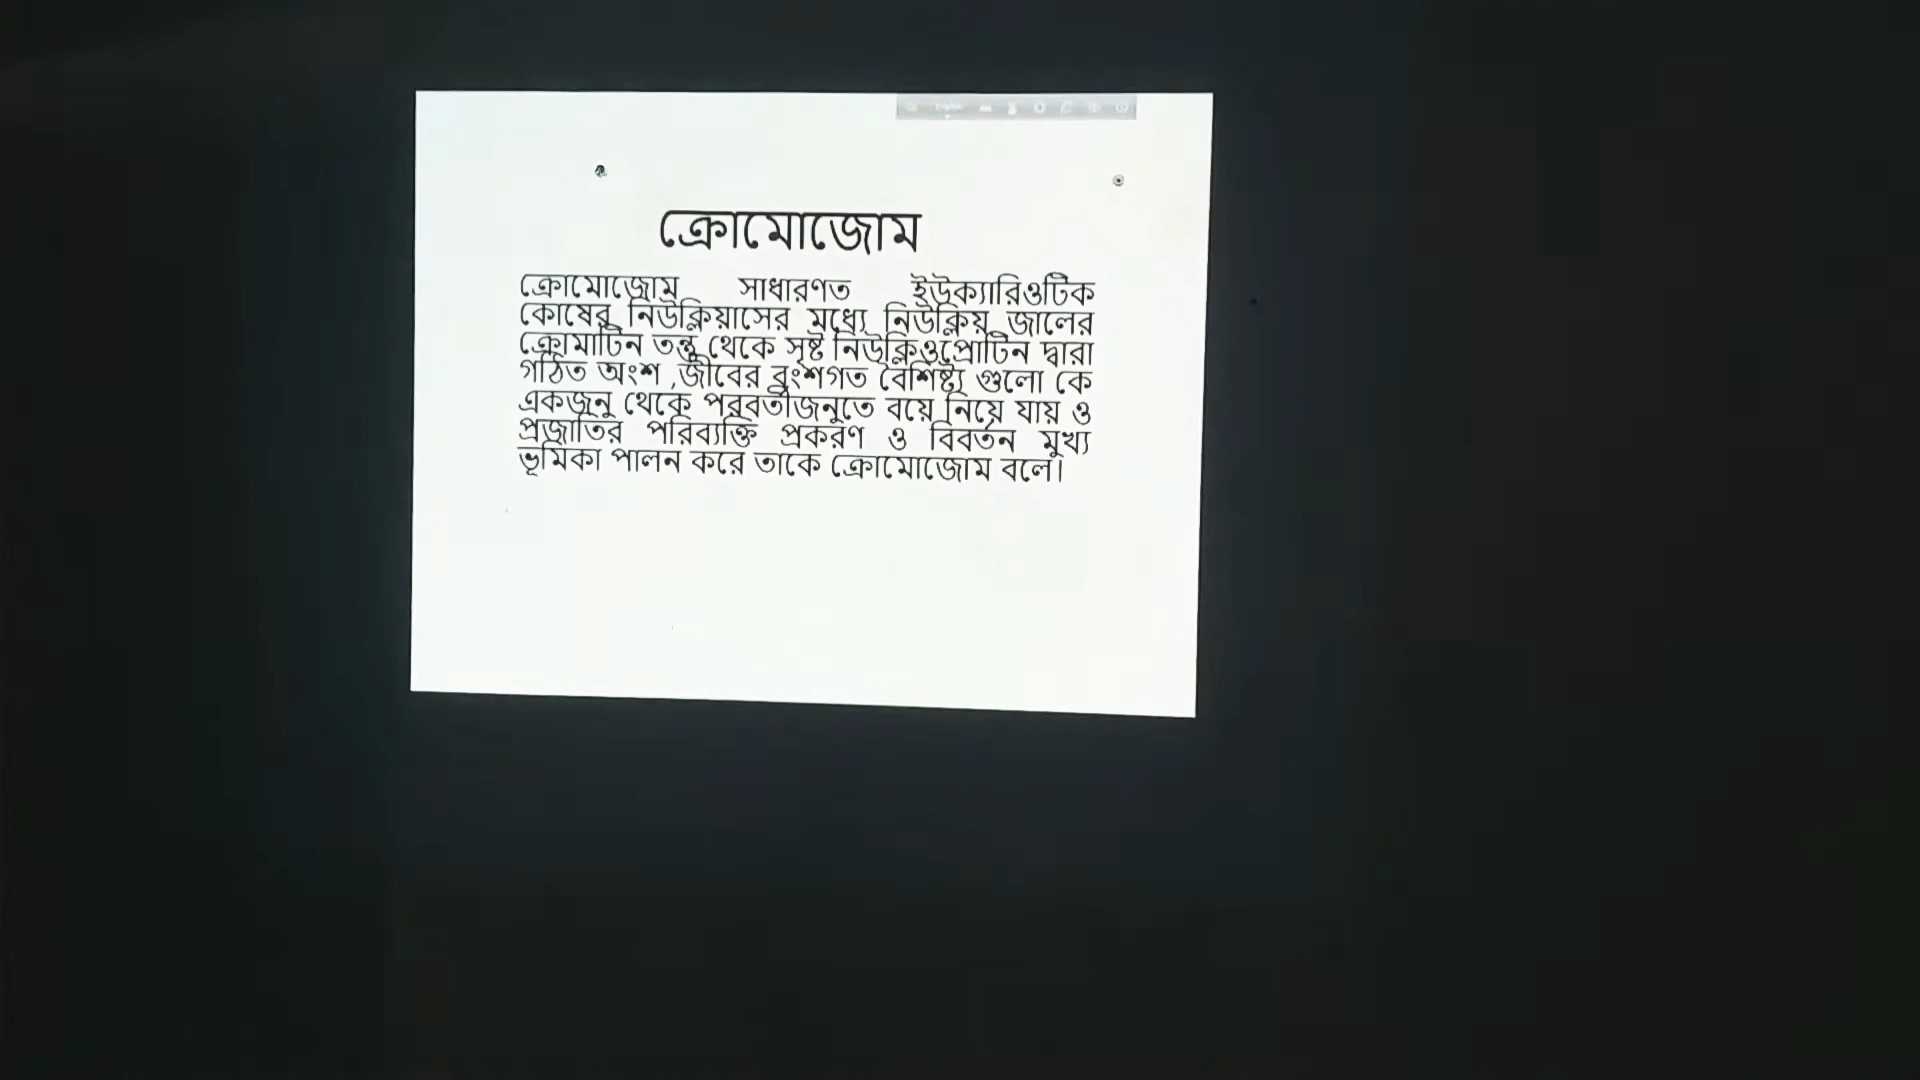 ক্রোমোজোম
ক্রোমোজোম সাধারণত ইউক্যারিওটিক
কোষের নিউক্লিয়াসের মধ্যে নিউক্লিয় জালের
ক্রোমাটিন তন্তু থেকে সৃষ্ট নিউক্লিওপ্রোটিন দ্বারা
গঠিত অংশ ,জীবের বংশগত বৈশিষ্ট্য গুলো কে
একজনু থেকে পরবর্তীজনুতে বয়ে নিয়ে যায় ও
প্রজাতির পরিব্যক্তি প্রকরণ ও বিবর্তন মুখ্য
ভূমিকা পালন করে তাকে ক্রোমোজোম বলে।